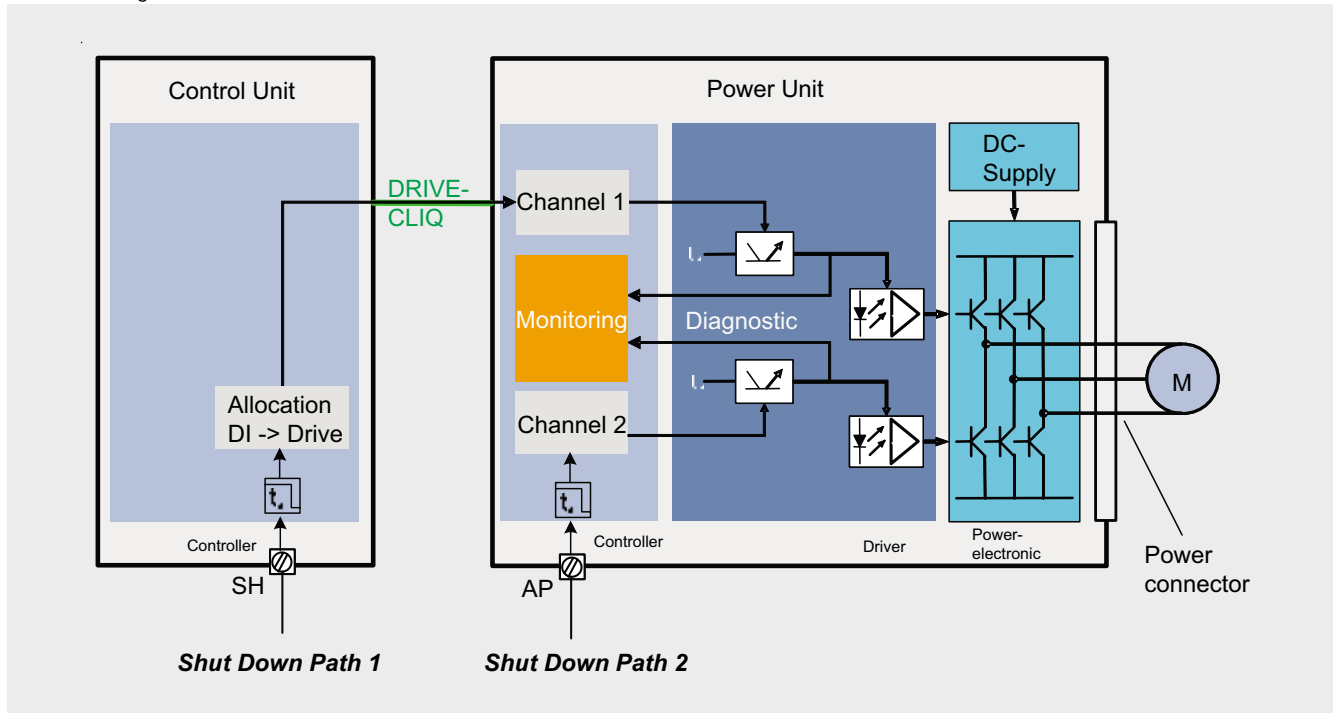 Control Unit
Power Unit
DC-
Supply
DRIVE-
CLIQ
Channel 1
Monitoring
Diagnostic
Allocation
DI -> Drive
Channel 2
M
Controller
Controller
Driver
Power-
electronic
SH
AP
Power
connector
Shut Down Path 1
Shut Down Path 2